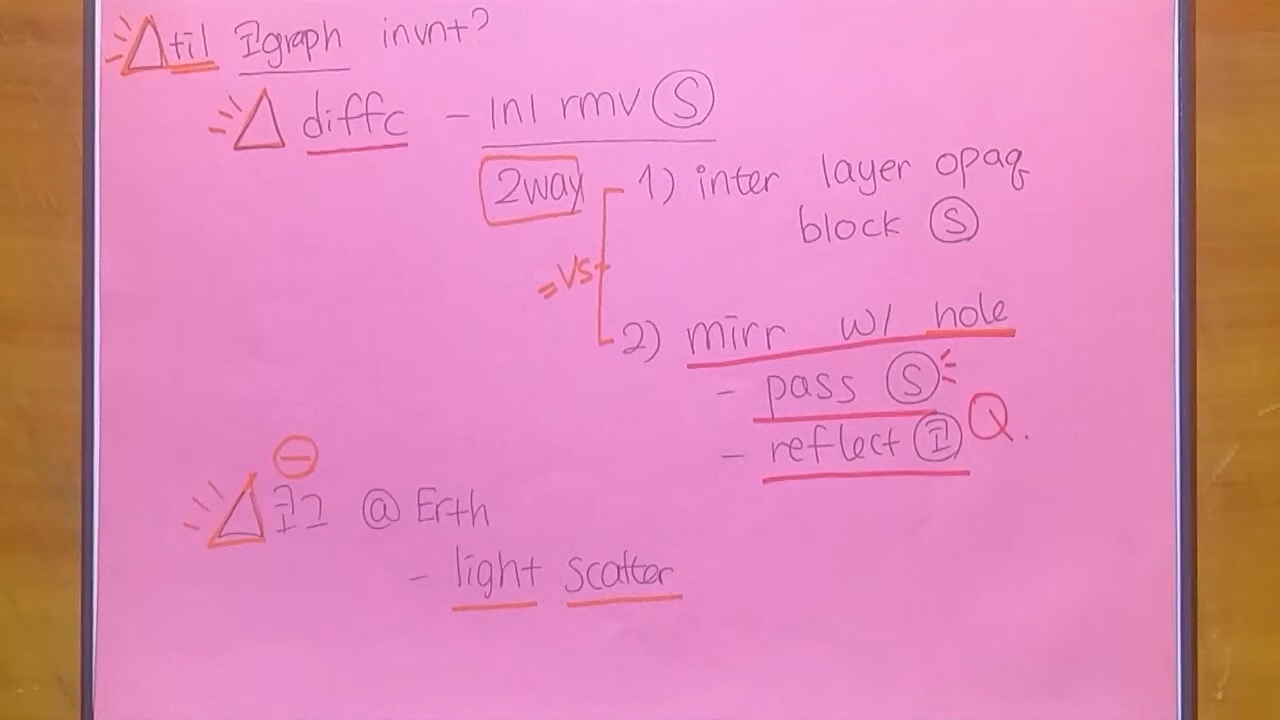 Δtil Igraph invnt?
Δ diffc - InI rmv Ⓢ
2way
1) inter layer opaq
block Ⓢ
=VS
2) mirr w/ hole
- pass Ⓢ
- reflect Ⓘ Q.
⊖
Δ @ Erth
- light scatter